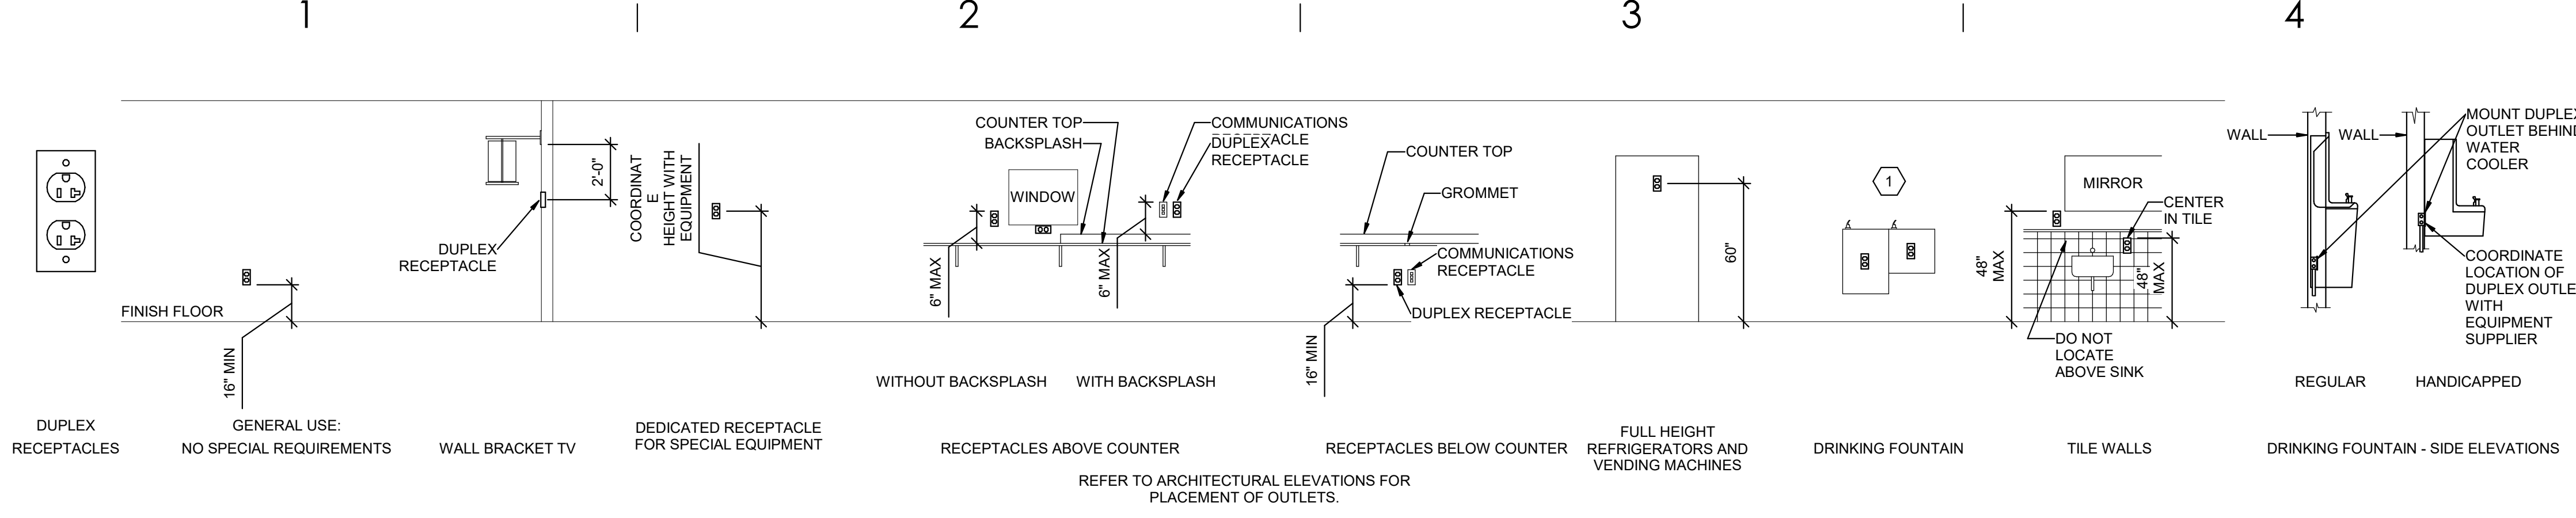 1
2
3
4
COORDINAT
E
HEIGHT WITH
EQUIPMENT
2'-0"
DUPLEX
RECEPTACLE
FINISH FLOOR
16" MIN
COUNTER TOP
BACKSPLASH
WINDOW
COMMUNICATIONS
DUPLEX
RECEPTACLE
6" MAX
6" MAX
COUNTER TOP
GROMMET
COMMUNICATIONS
RECEPTACLE
DUPLEX RECEPTACLE
16" MIN
60"
1
MIRROR
CENTER
IN TILE
48"
MAX
48"
MAX
DO NOT
LOCATE
ABOVE SINK
WALL
WALL
MOUNT DUPLEX
OUTLET BEHIND
WATER
COOLER
COORDINATE
LOCATION OF
DUPLEX OUTLE
WITH
EQUIPMENT
SUPPLIER
WITHOUT BACKSPLASH
WITH BACKSPLASH
REGULAR
HANDICAPPED
DUPLEX
RECEPTACLES
GENERAL USE:
NO SPECIAL REQUIREMENTS
WALL BRACKET TV
DEDICATED RECEPTACLE
FOR SPECIAL EQUIPMENT
RECEPTACLES ABOVE COUNTER
RECEPTACLES BELOW COUNTER
FULL HEIGHT
REFRIGERATORS AND
VENDING MACHINES
DRINKING FOUNTAIN
TILE WALLS
DRINKING FOUNTAIN - SIDE ELEVATIONS
REFER TO ARCHITECTURAL ELEVATIONS FOR
PLACEMENT OF OUTLETS.